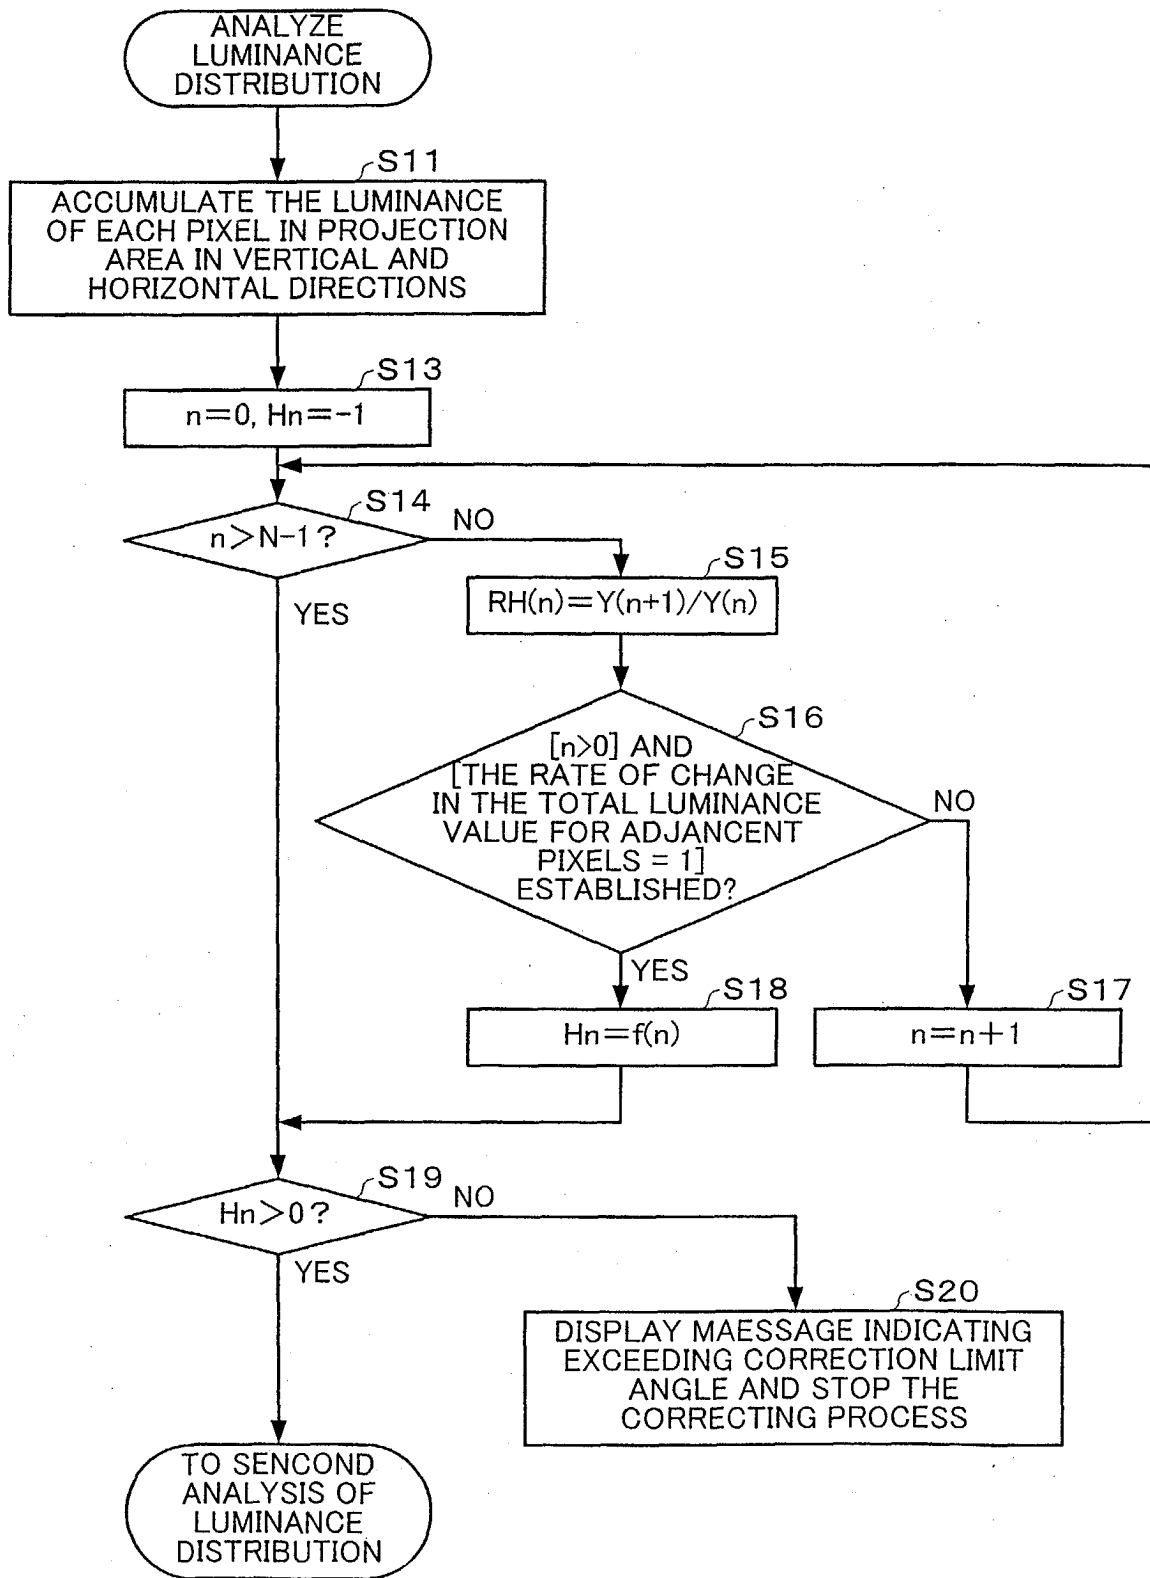 ANALYZE
LUMINANCE
DISTRIBUTION
S11
ACCUMULATE THE LUMINANCE
OF EACH PIXEL IN PROJECTION
AREA IN VERTICAL AND
HORIZONTAL DIRECTIONS
S13
n=0, Hn=-1
S14
n>N-1?
NO
YES
S15
RH(n)=Y(n+1)/Y(n)
S16
[n>0] AND
[THE RATE OF CHANGE
IN THE TOTAL LUMINANCE
VALUE FOR ADJANCENT
PIXELS = 1]
ESTABLISHED?
NO
YES
S18
Hn=f(n)
S17
n=n+1
S19
Hn>0?
NO
YES
S20
DISPLAY MAESSAGE INDICATING
EXCEEDING CORRECTION LIMIT
ANGLE AND STOP THE
CORRECTING PROCESS
TO SENCOND
ANALYSIS OF
LUMINANCE
DISTRIBUTION